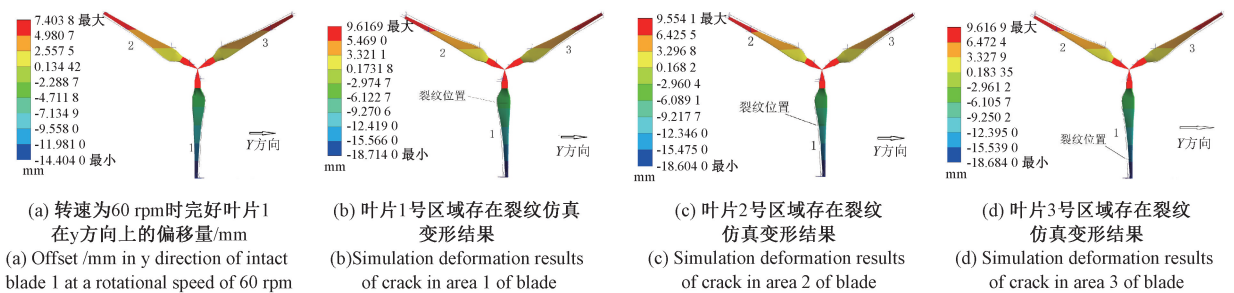 7.403 8 最大
4.980 7
2.557 5
0.134 42
-2.288 7
-4.711 8
-7.134 9
-9.558 0
-11.981 0
-14.404 0 最小
mm
2
3
1
Y方向
9.6169 最大
5.469 0
3.321 1
0.1731 8
-2.974 7
-6.122 7
-9.270 6
-12.419 0
-15.566 0
-18.714 0 最小
mm
2
3
裂纹位置
1
Y方向
9.554 1 最大
6.425 5
3.296 8
0.168 2
-2.960 4
-6.089 1
-9.217 7
-12.346 0
-15.475 0
-18.604 0 最小
mm
2
3
裂纹位置
1
Y方向
9.616 9 最大
6.472 4
3.327 9
0.183 35
-2.961 2
-6.105 7
-9.250 2
-12.395 0
-15.539 0
-18.684 0 最小
mm
2
3
1
裂纹位置
Y方向
(a) 转速为60 rpm时完好叶片1
在y方向上的偏移量/mm
(a) Offset /mm in y direction of intact
blade 1 at a rotational speed of 60 rpm
(b) 叶片1号区域存在裂纹仿真
变形结果
(b)Simulation deformation results
of crack in area 1 of blade
(c) 叶片2号区域存在裂纹
仿真变形结果
(c) Simulation deformation results
of crack in area 2 of blade
(d) 叶片3号区域存在裂纹
仿真变形结果
(d) Simulation deformation results
of crack in area 3 of blade